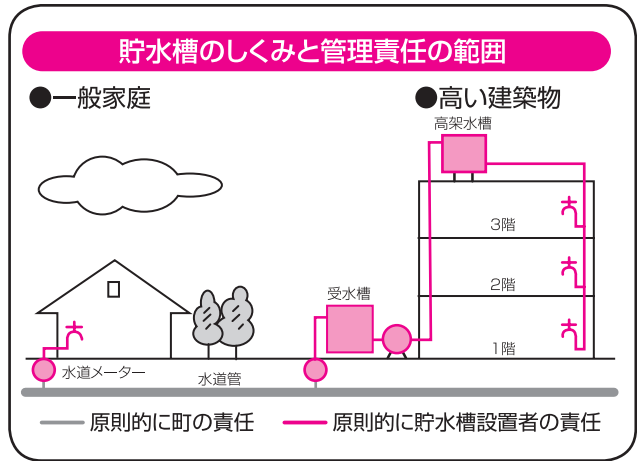 貯水槽のしくみと管理責任の範囲
●一般家庭
●高い建築物
高架水槽
3階
2階
受水槽
1階
水道メーター
水道管
原則的に町の責任
原則的に貯水槽設置者の責任